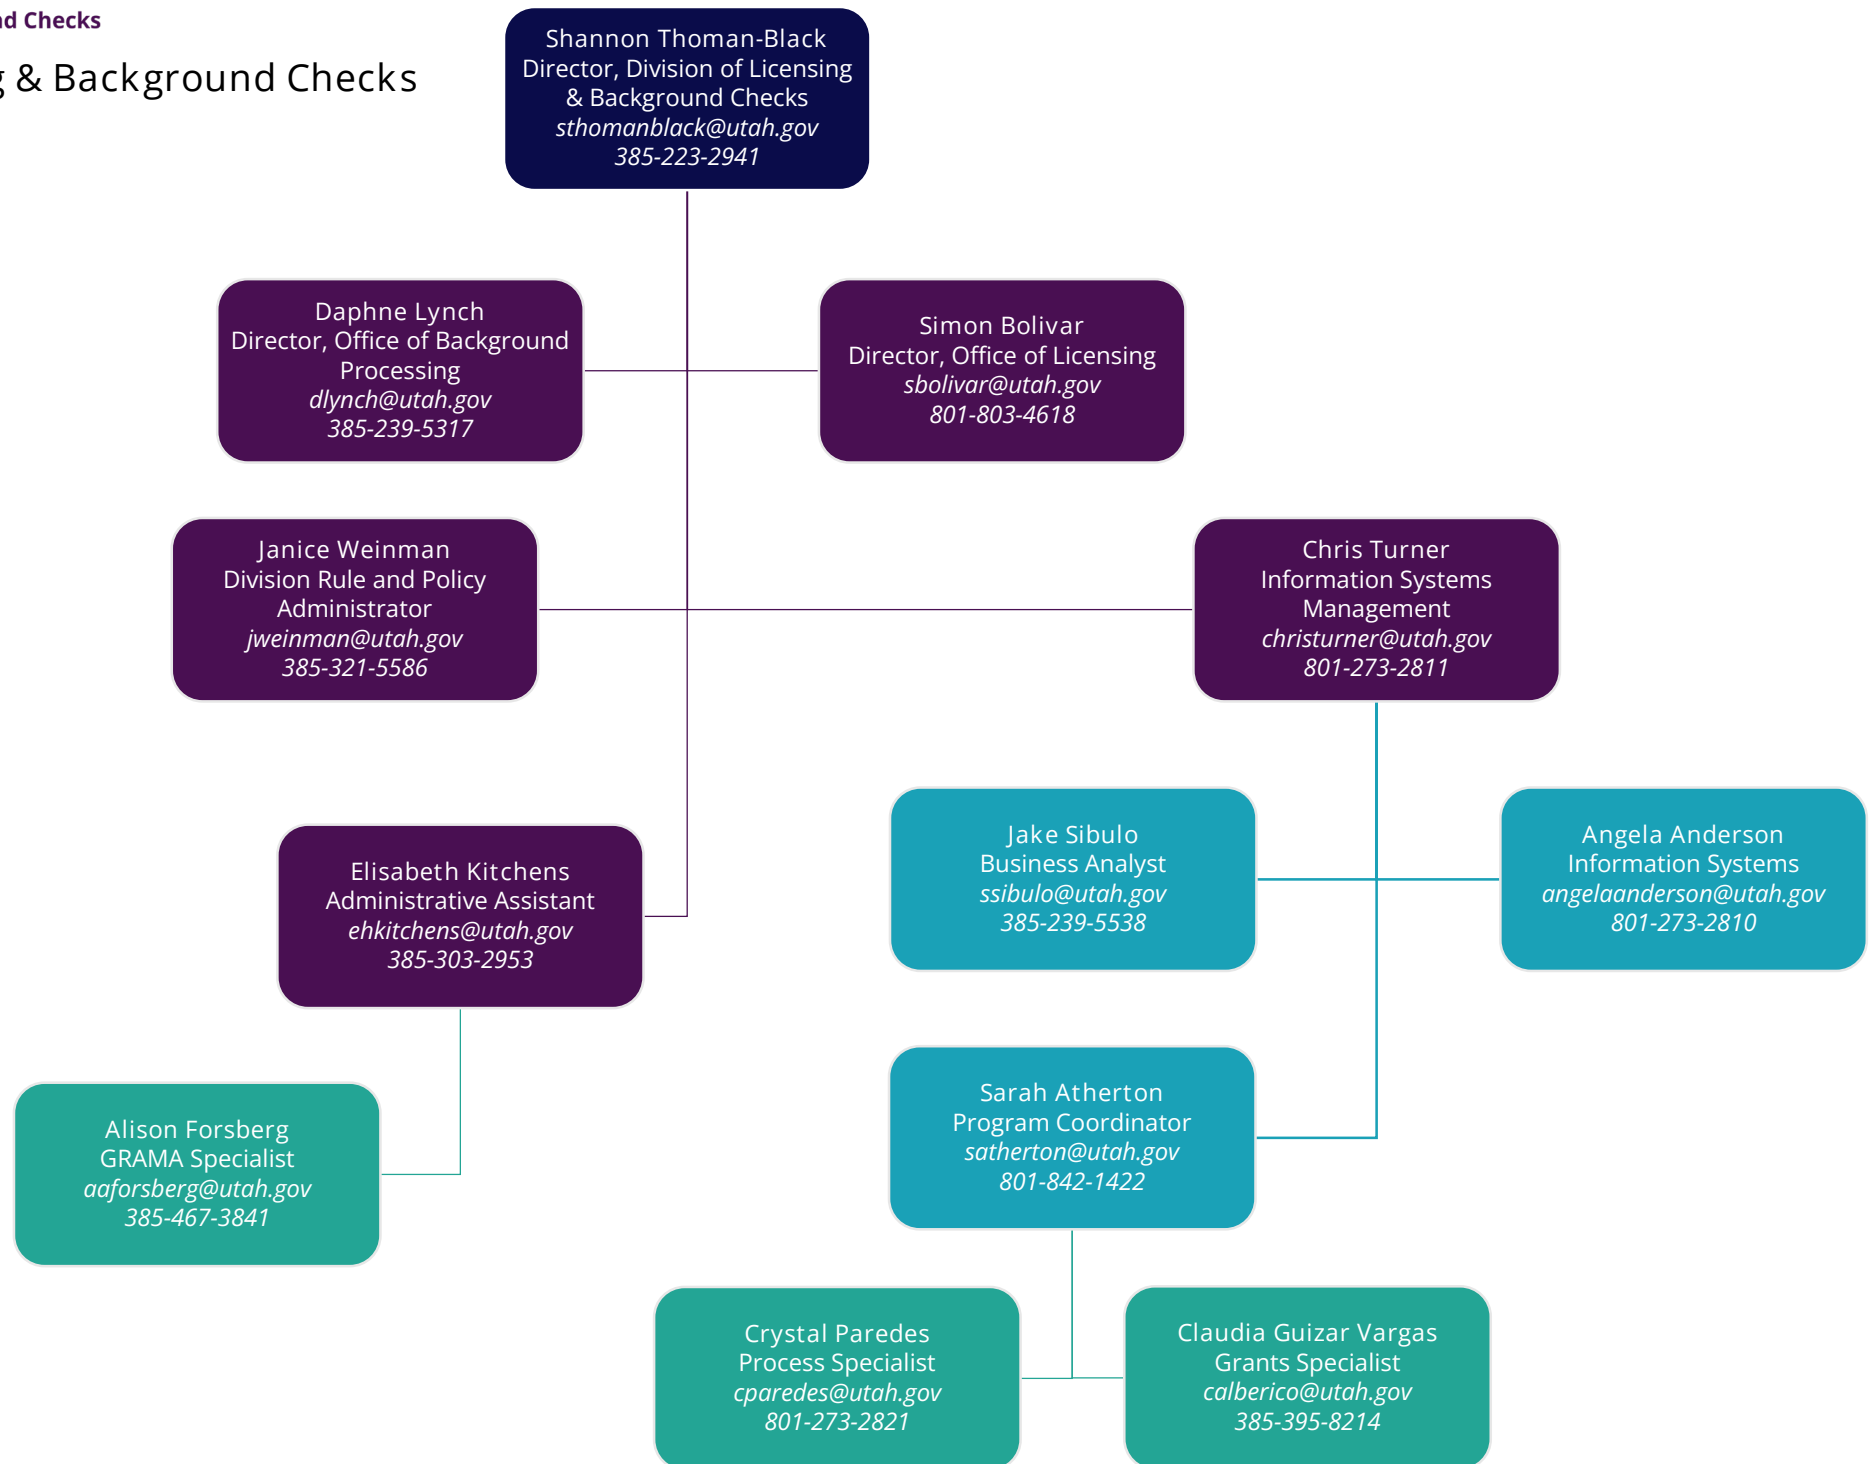 nd Checks
g & Background Checks
Shannon Thoman-Black
Director, Division of Licensing
& Background Checks
sthomanblack@utah.gov
385-223-2941
Daphne Lynch
Director, Office of Background
Processing
dlynch@utah.gov
385-239-5317
Simon Bolivar
Director, Office of Licensing
sbolivar@utah.gov
801-803-4618
Janice Weinman
Division Rule and Policy
Administrator
jweinman@utah.gov
385-321-5586
Chris Turner
Information Systems
Management
christurner@utah.gov
801-273-2811
Jake Sibulo
Business Analyst
ssibulo@utah.gov
385-239-5538
Angela Anderson
Information Systems
angelaanderson@utah.gov
801-273-2810
Elisabeth Kitchens
Administrative Assistant
ehkitchens@utah.gov
385-303-2953
Sarah Atherton
Program Coordinator
satherton@utah.gov
801-842-1422
Alison Forsberg
GRAMA Specialist
aaforsberg@utah.gov
385-467-3841
Crystal Paredes
Process Specialist
cparedes@utah.gov
801-273-2821
Claudia Guizar Vargas
Grants Specialist
calberico@utah.gov
385-395-8214